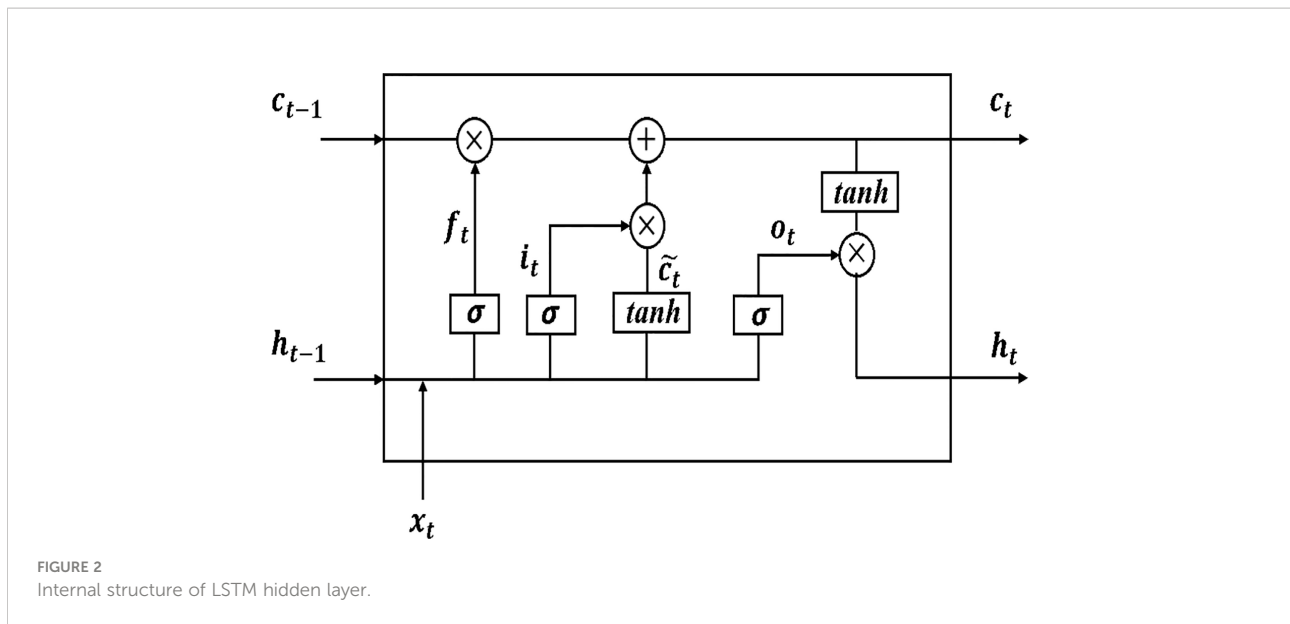 c_{t−1}
c_t
×
+
tanh
f_t
×
o_t
i_t
c̃_t
×
σ
σ
tanh
σ
h_{t−1}
h_t
x_t
FIGURE 2
Internal structure of LSTM hidden layer.